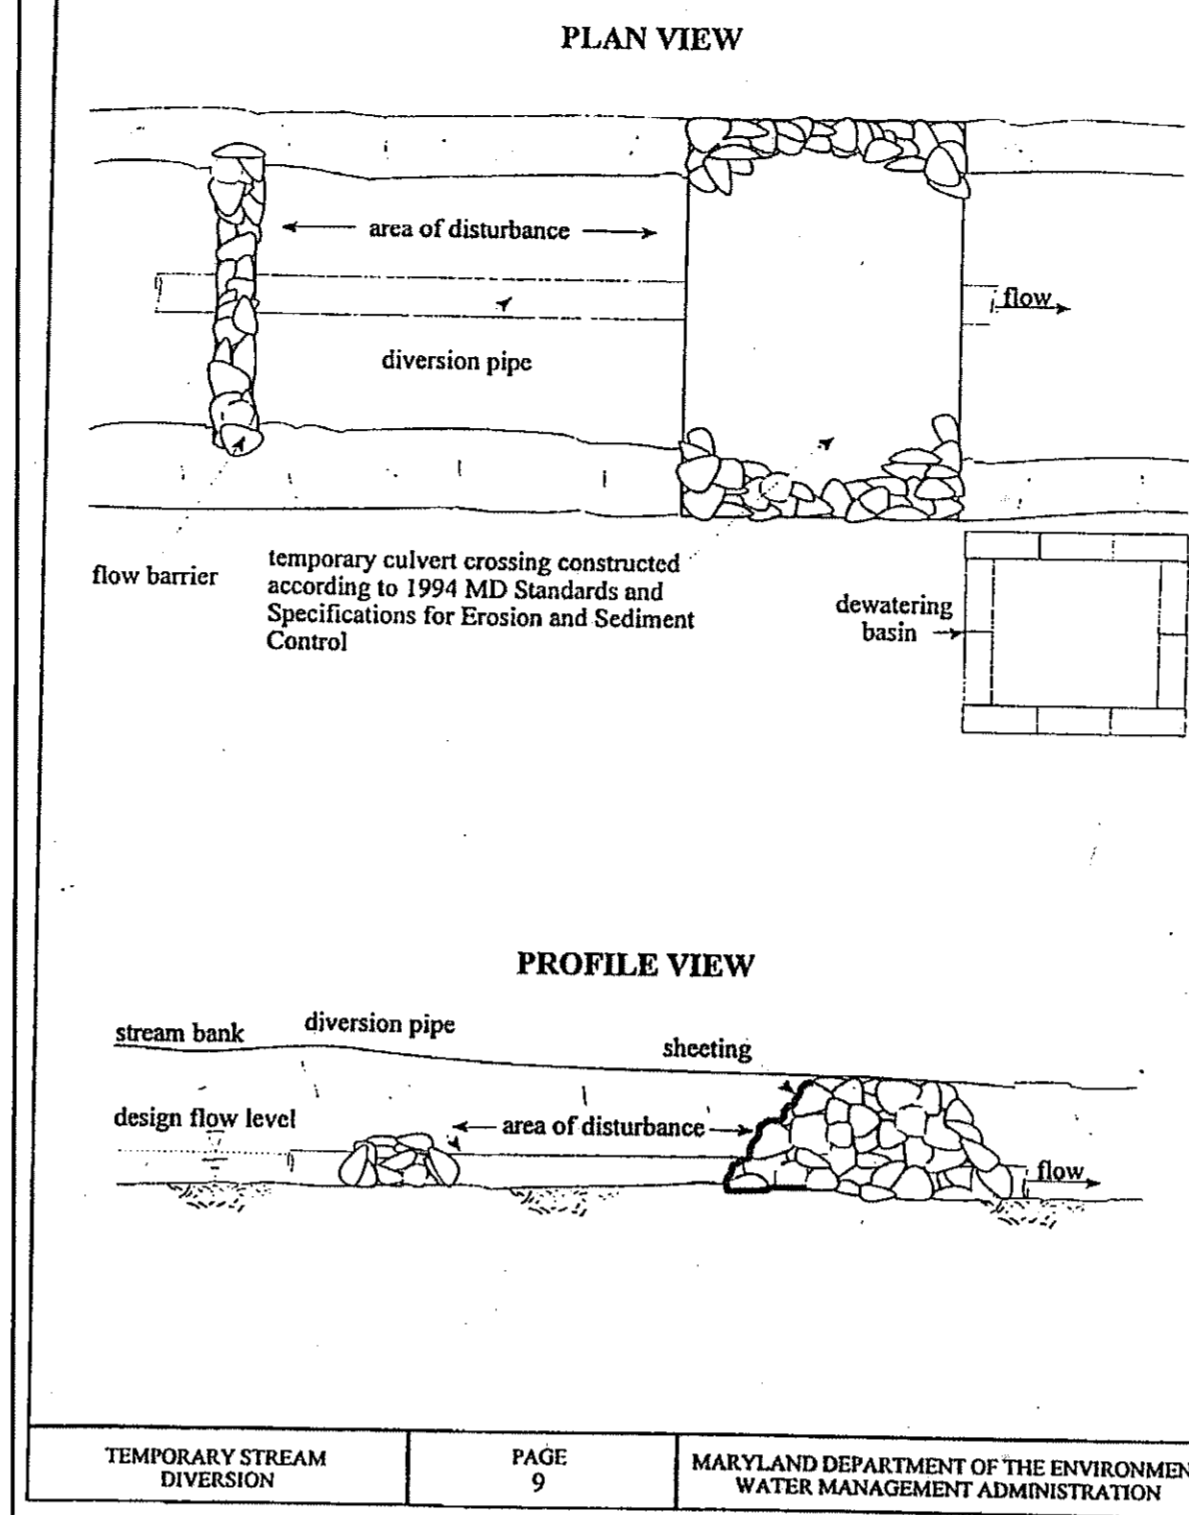 PLAN VIEW
area of disturbance
flow
diversion pipe
flow barrier
temporary culvert crossing constructed
according to 1994 MD Standards and
Specifications for Erosion and Sediment
Control
dewatering
basin
PROFILE VIEW
stream bank
diversion pipe
sheeting
design flow level
area of disturbance
flow
TEMPORARY STREAM
DIVERSION
PAGE
9
MARYLAND DEPARTMENT OF THE ENVIRONMEN
WATER MANAGEMENT ADMINISTRATION